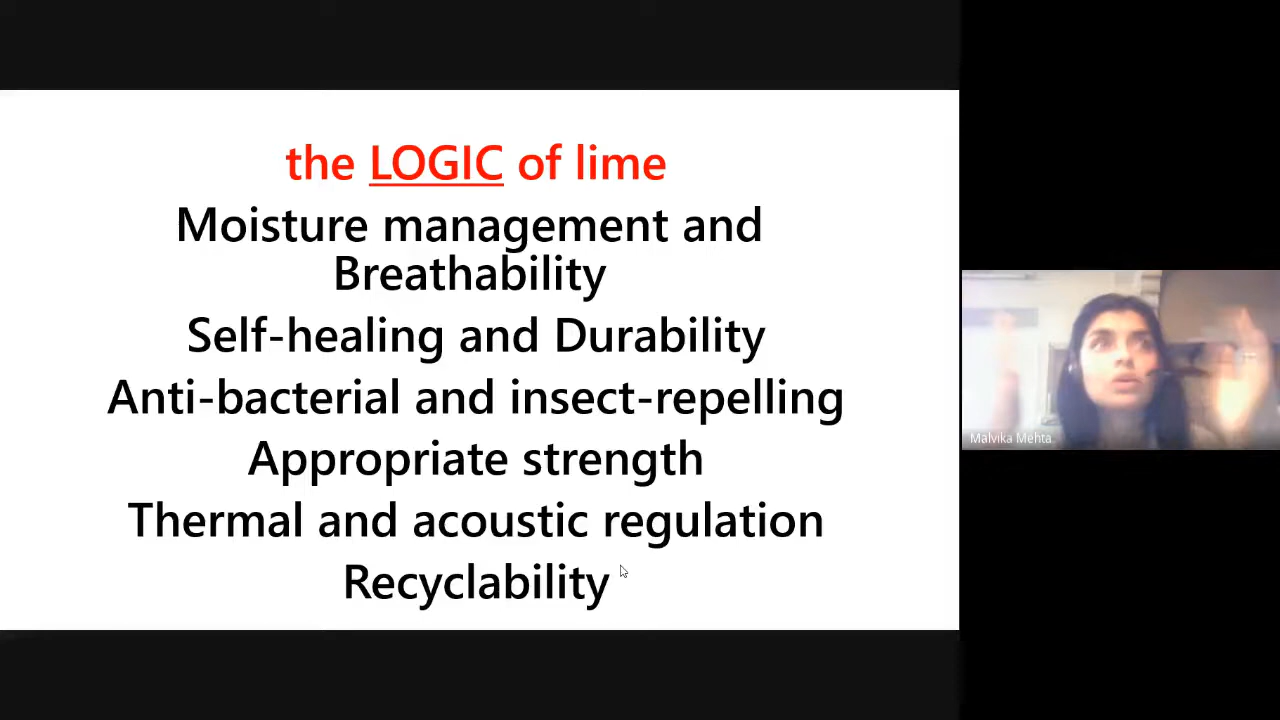 the LOGIC of lime
Moisture management and
Breathability
Self-healing and Durability
Anti-bacterial and insect-repelling
Appropriate strength
Thermal and acoustic regulation
Recyclability
Malvika Mehta